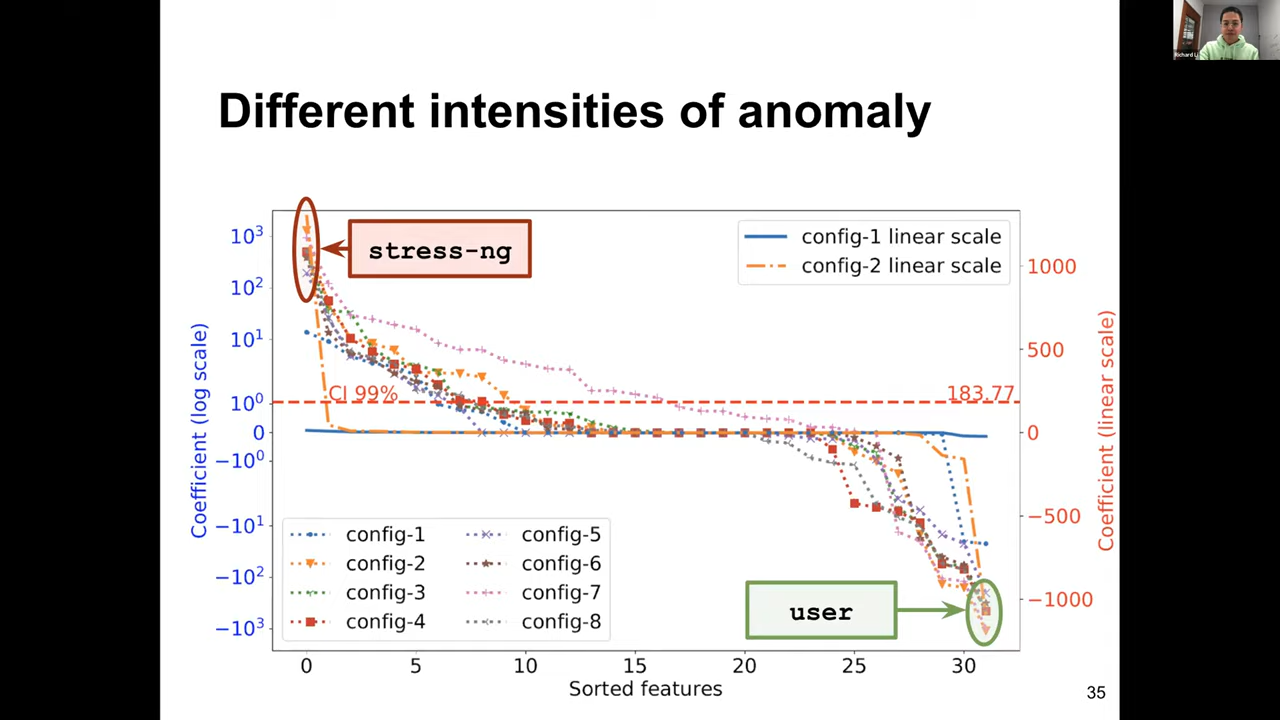 Richard Li
Different intensities of anomaly
stress-ng
config-1 linear scale
config-2 linear scale
CI 99%
183.77
config-1
config-2
config-3
config-4
config-5
config-6
config-7
config-8
user
Coefficient (log scale)
10³
10²
10¹
10⁰
0
−10⁰
−10¹
−10²
−10³
Coefficient (linear scale)
1000
500
0
−500
−1000
0
5
10
15
20
25
30
Sorted features
35